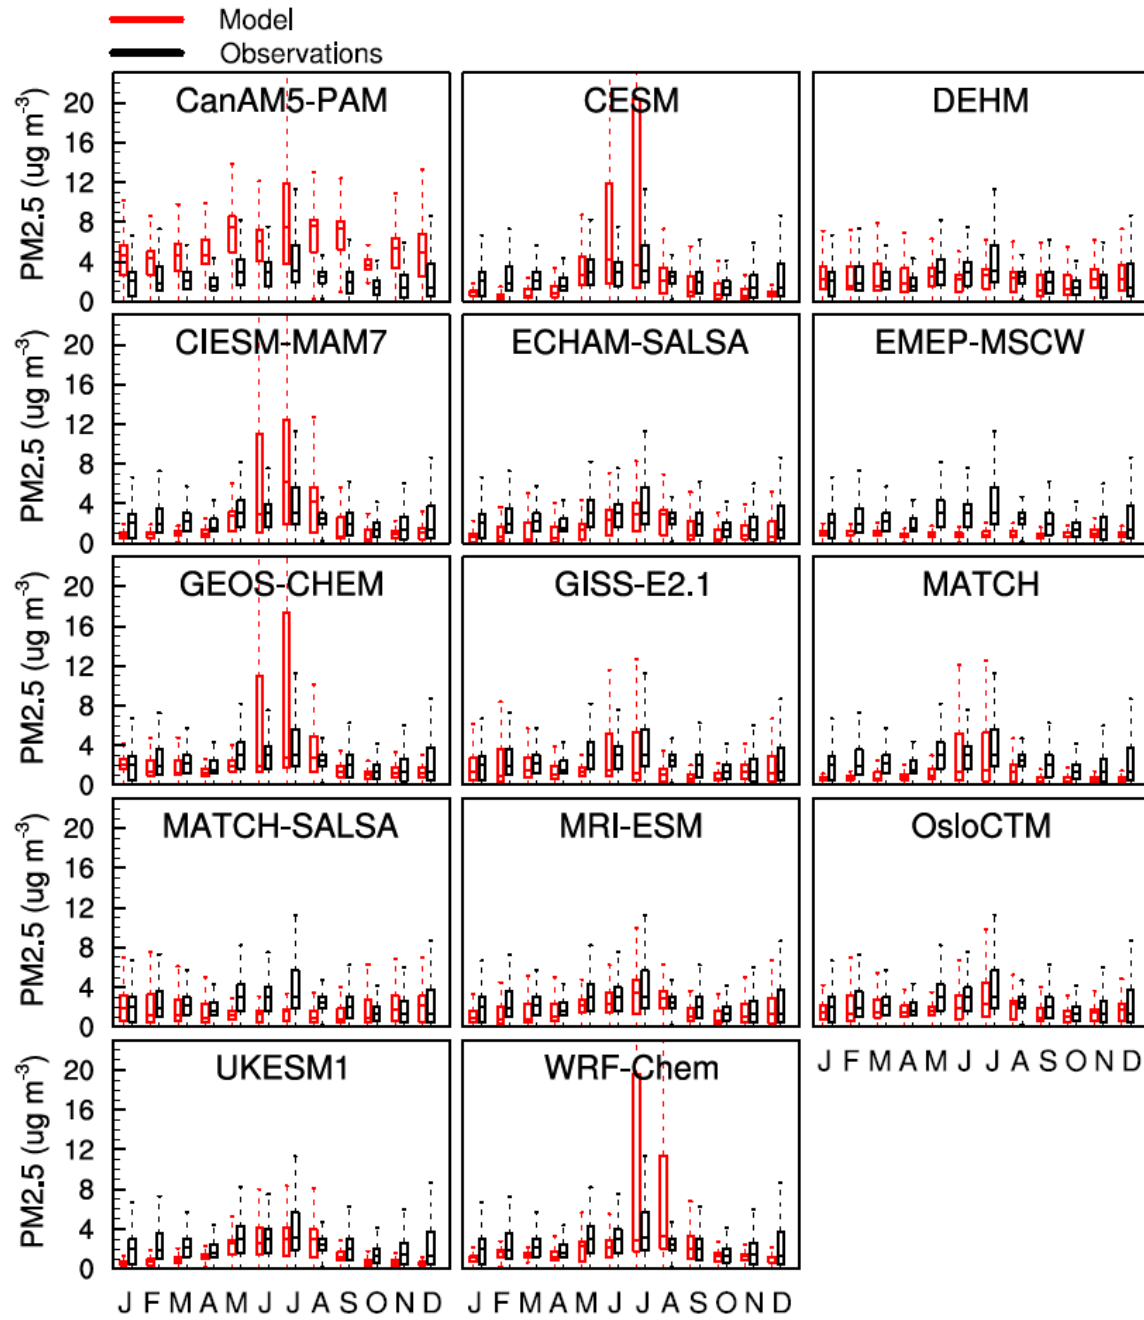 Model
Observations
CanAM5-PAM
CESM
DEHM
PM2.5 (ug m⁻³)
20
16
12
8
4
0
CIESM-MAM7
ECHAM-SALSA
EMEP-MSCW
PM2.5 (ug m⁻³)
20
16
12
8
4
0
GEOS-CHEM
GISS-E2.1
MATCH
PM2.5 (ug m⁻³)
20
16
12
8
4
0
MATCH-SALSA
MRI-ESM
OsloCTM
PM2.5 (ug m⁻³)
20
16
12
8
4
0
J F M A M J J A S O N D
UKESM1
WRF-Chem
PM2.5 (ug m⁻³)
20
16
12
8
4
0
J F M A M J J A S O N D
J F M A M J J A S O N D